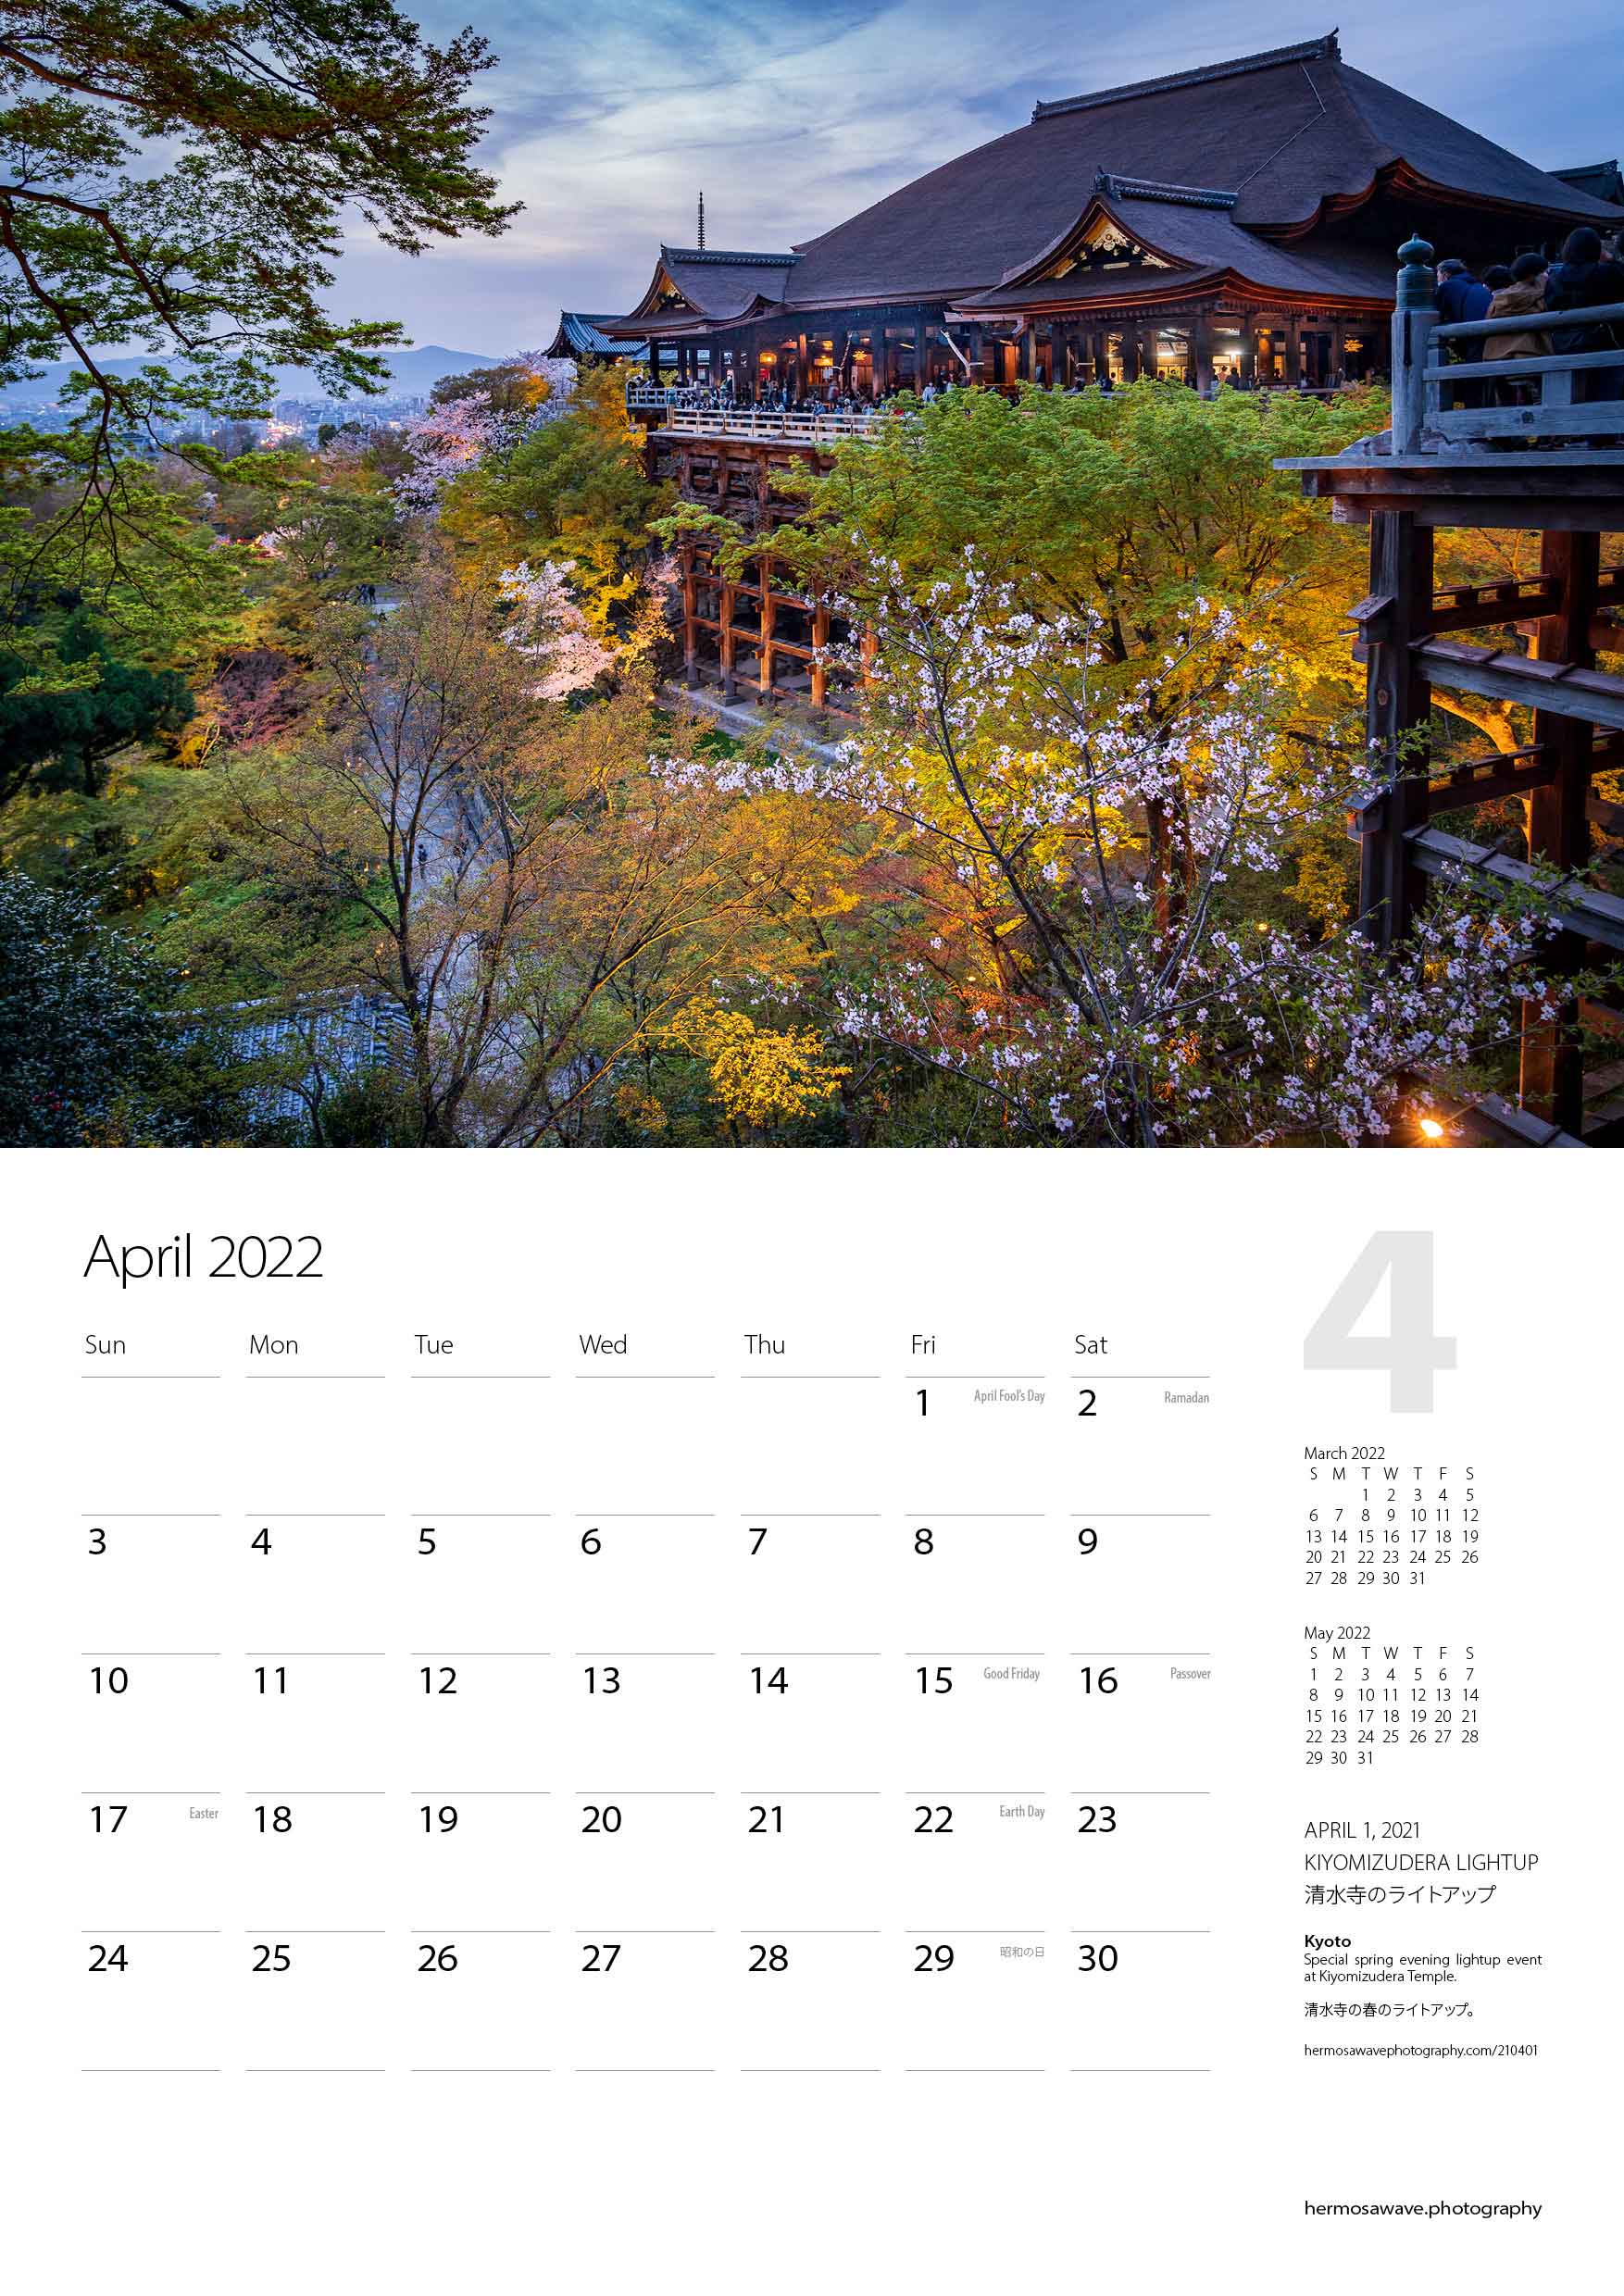 April 2022
4
Sun Mon Tue Wed Thu Fri Sat
1 April Fool's Day 2 Ramadan
3 4 5 6 7 8 9
10 11 12 13 14 15 Good Friday 16 Passover
17 Easter 18 19 20 21 22 Earth Day 23
24 25 26 27 28 29 昭和の日 30
March 2022
S M T W T F S
1 2 3 4 5
6 7 8 9 10 11 12
13 14 15 16 17 18 19
20 21 22 23 24 25 26
27 28 29 30 31
May 2022
S M T W T F S
1 2 3 4 5 6 7
8 9 10 11 12 13 14
15 16 17 18 19 20 21
22 23 24 25 26 27 28
29 30 31
APRIL 1, 2021
KIYOMIZUDERA LIGHTUP
清水寺のライトアップ
Kyoto
Special spring evening lightup event
at Kiyomizudera Temple.
清水寺の春のライトアップ。
hermosawavephotography.com/210401
hermosawave.photography